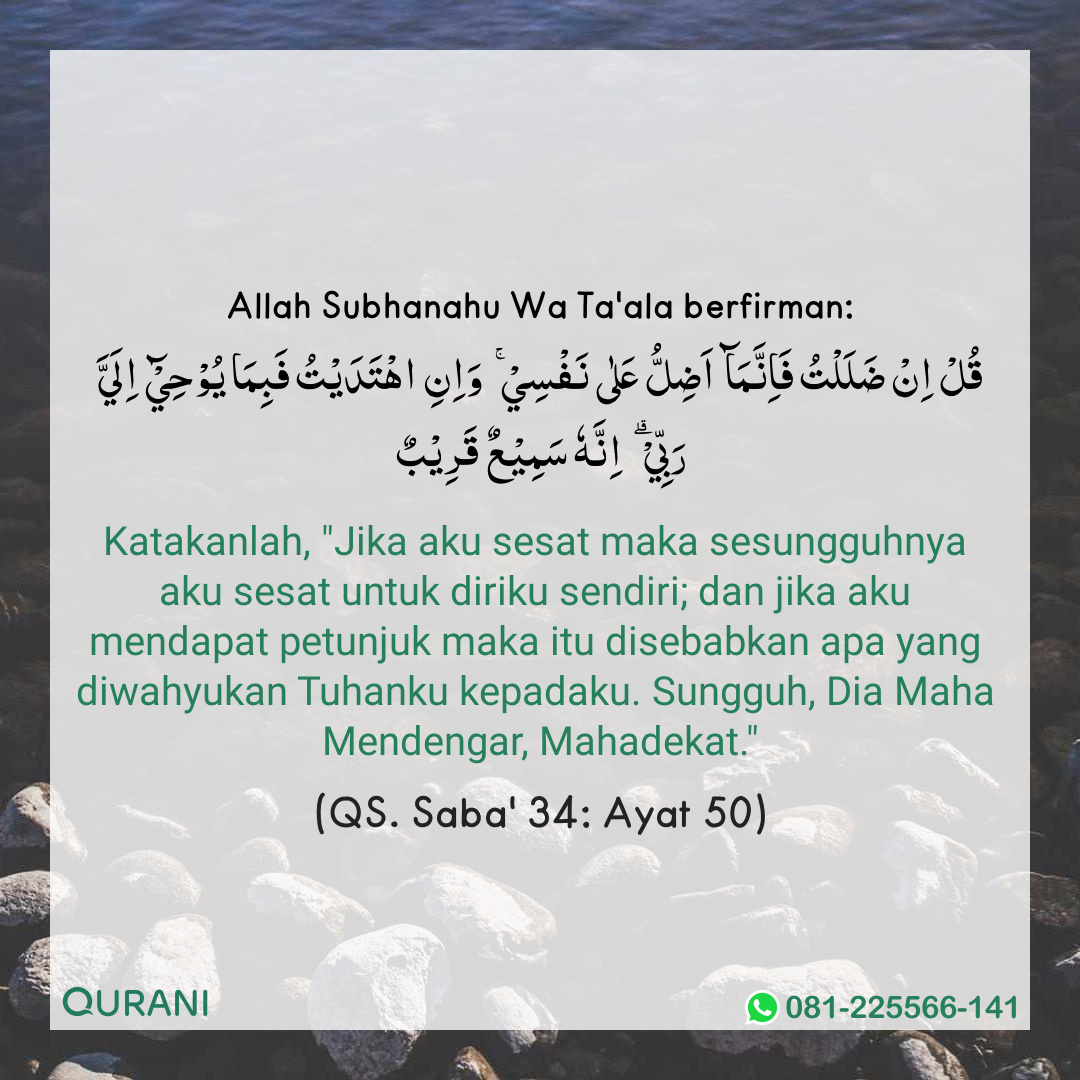 Allah Subhanahu Wa Ta'ala berfirman:
قُلْ اِنْ ضَلَلْتُ فَاِنَّمَاۤ اَضِلُّ عَلٰى نَـفْسِيْ ۚ وَاِنِ اهْتَدَيْتُ فَبِمَا يُوْحِيْۤ اِلَيَّ
رَبِّيْ ۗ اِنَّهٗ سَمِيْعٌ قَرِيْبٌ
Katakanlah, "Jika aku sesat maka sesungguhnya
aku sesat untuk diriku sendiri; dan jika aku
mendapat petunjuk maka itu disebabkan apa yang
diwahyukan Tuhanku kepadaku. Sungguh, Dia Maha
Mendengar, Mahadekat."
(QS. Saba' 34: Ayat 50)
QURANI
081-225566-141